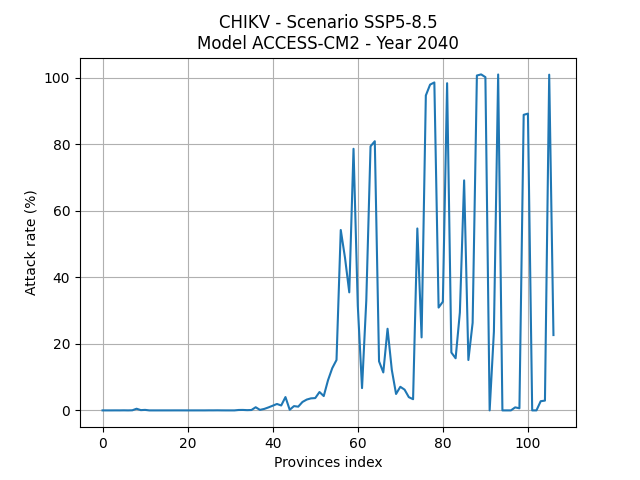 CHIKV - Scenario SSP5-8.5
Model ACCESS-CM2 - Year 2040
100
80
60
40
20
0
Attack rate (%)
0 20 40 60 80 100
Provinces index